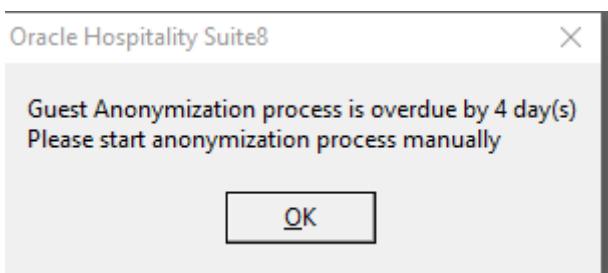 Oracle Hospitality Suite8
Guest Anonymization process is overdue by 4 day(s)
Please start anonymization process manually
OK